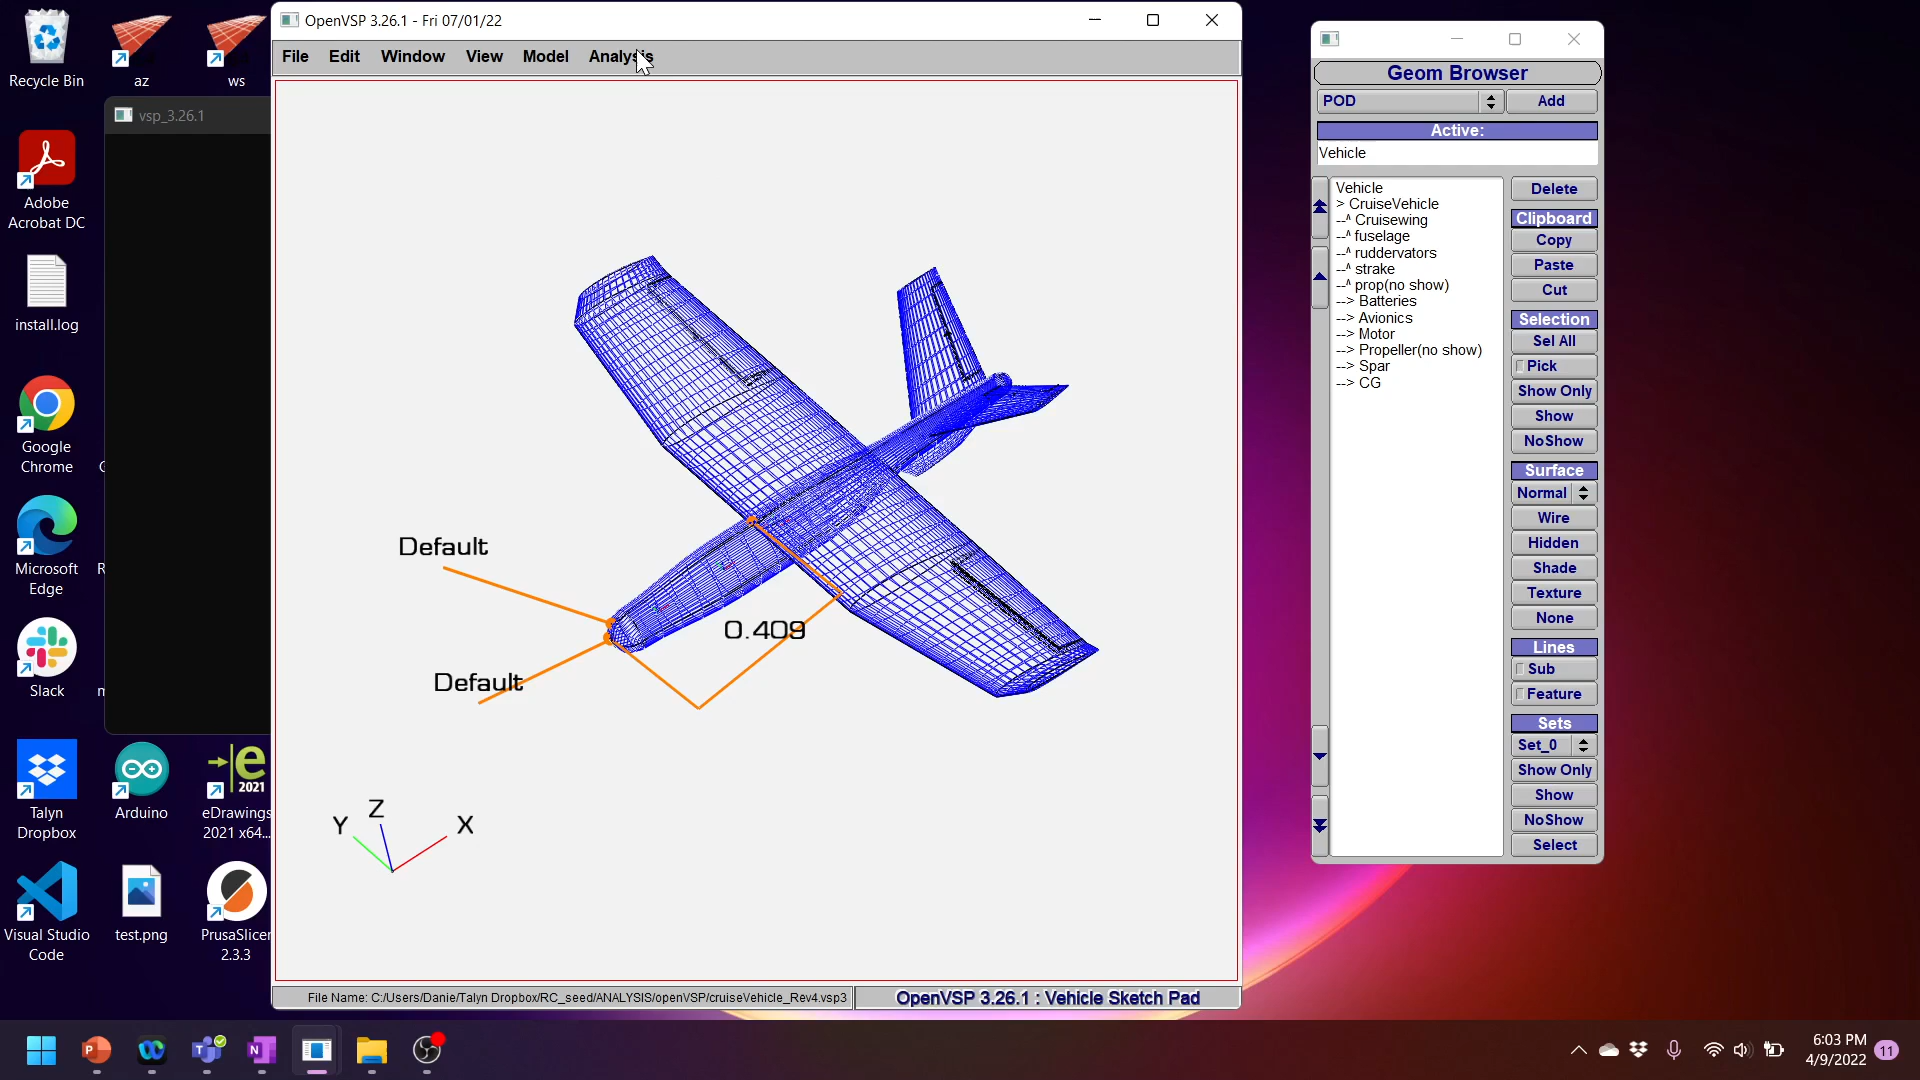 Recycle Bin
az
ws
Adobe
Acrobat DC
install.log
Google
Chrome
Microsoft
Edge
Slack
Talyn
Dropbox
Arduino
eDrawings
2021 x64...
2021
Visual Studio
Code
test.png
PrusaSlicer
2.3.3
vsp_3.26.1
OpenVSP 3.26.1 - Fri 07/01/22
File Edit Window View Model Analysis
Default
Default
0.409
Z
Y
X
File Name: C:/Users/Danie/Talyn Dropbox/RC_seed/ANALYSIS/openVSP/cruiseVehicle_Rev4.vsp3
OpenVSP 3.26.1 : Vehicle Sketch Pad
Geom Browser
POD
Add
Active:
Vehicle
Vehicle
> CruiseVehicle
--^ Cruisewing
--^ fuselage
--^ ruddervators
--^ strake
--^ prop(no show)
--> Batteries
--> Avionics
--> Motor
--> Propeller(no show)
--> Spar
--> CG
Delete
Clipboard
Copy
Paste
Cut
Selection
Sel All
Pick
Show Only
Show
NoShow
Surface
Normal
Wire
Hidden
Shade
Texture
None
Lines
Sub
Feature
Sets
Set_0
Show Only
Show
NoShow
Select
6:03 PM
4/9/2022
11